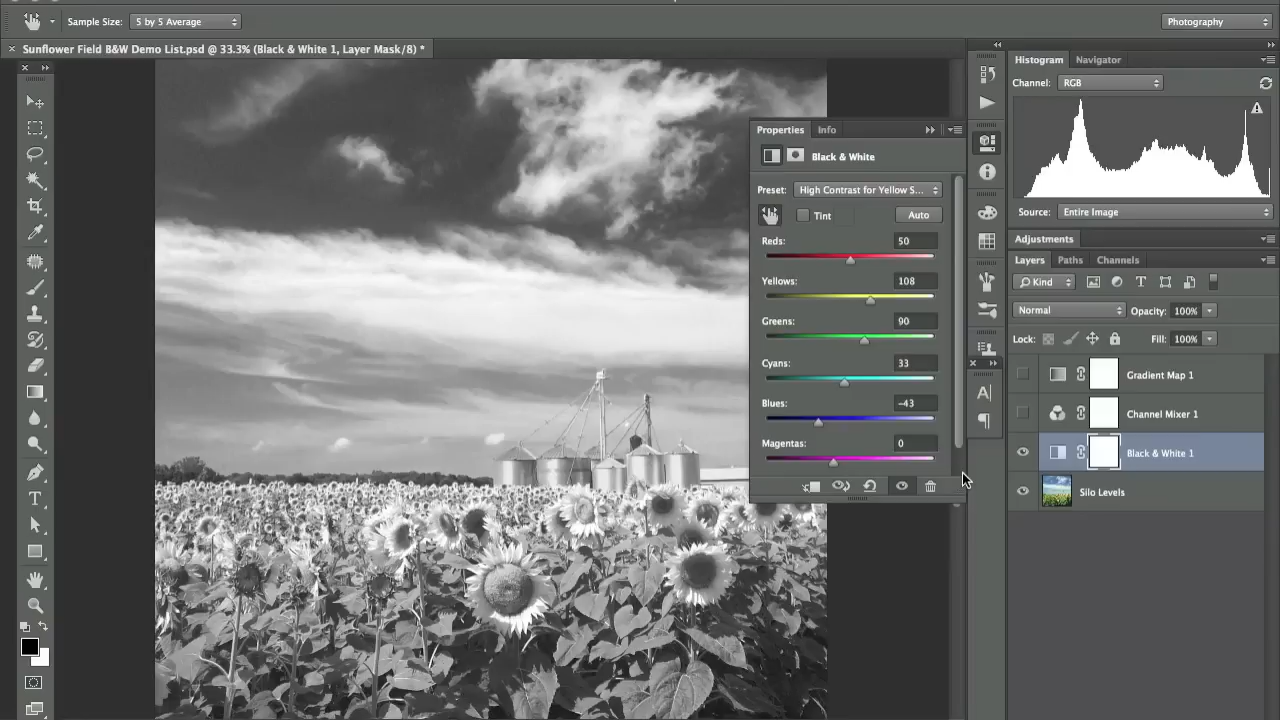 Sample Size: 5 by 5 Average
Photography
Sunflower Field B&W Demo List.psd @ 33.3% (Black & White 1, Layer Mask/8) *
Histogram Navigator
Channel: RGB
Source: Entire Image
Adjustments
Layers Paths Channels
Kind
Normal Opacity: 100%
Lock: Fill: 100%
Gradient Map 1
Channel Mixer 1
Black & White 1
Silo Levels
Properties Info
Black & White
Preset: High Contrast for Yellow S...
Tint Auto
Reds: 50
Yellows: 108
Greens: 90
Cyans: 33
Blues: -43
Magentas: 0